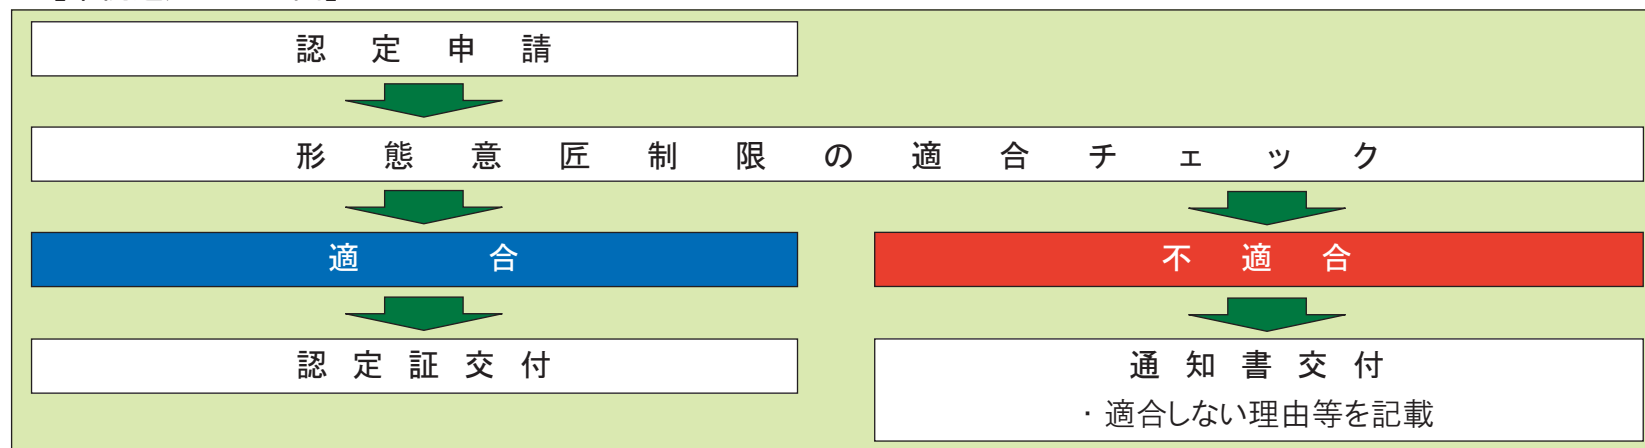 認定申請
形態意匠制限の適合チェック
適合
不適合
認定証交付
通知書交付
・適合しない理由等を記載